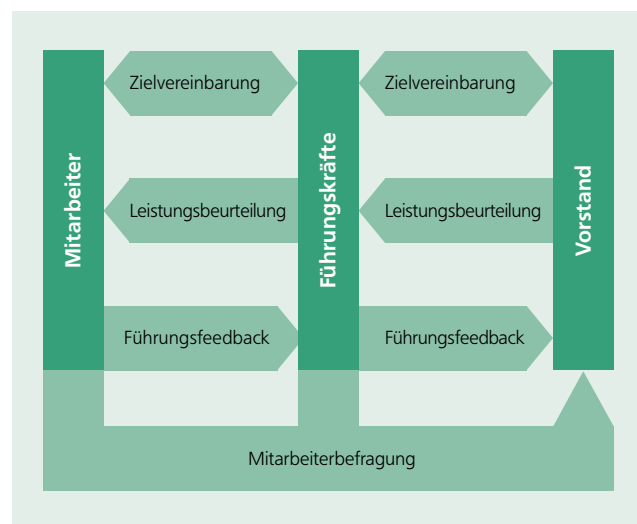 Zielvereinbarung
Zielvereinbarung
Mitarbeiter
Leistungsbeurteilung
Führungskräfte
Leistungsbeurteilung
Vorstand
Führungsfeedback
Führungsfeedback
Mitarbeiterbefragung